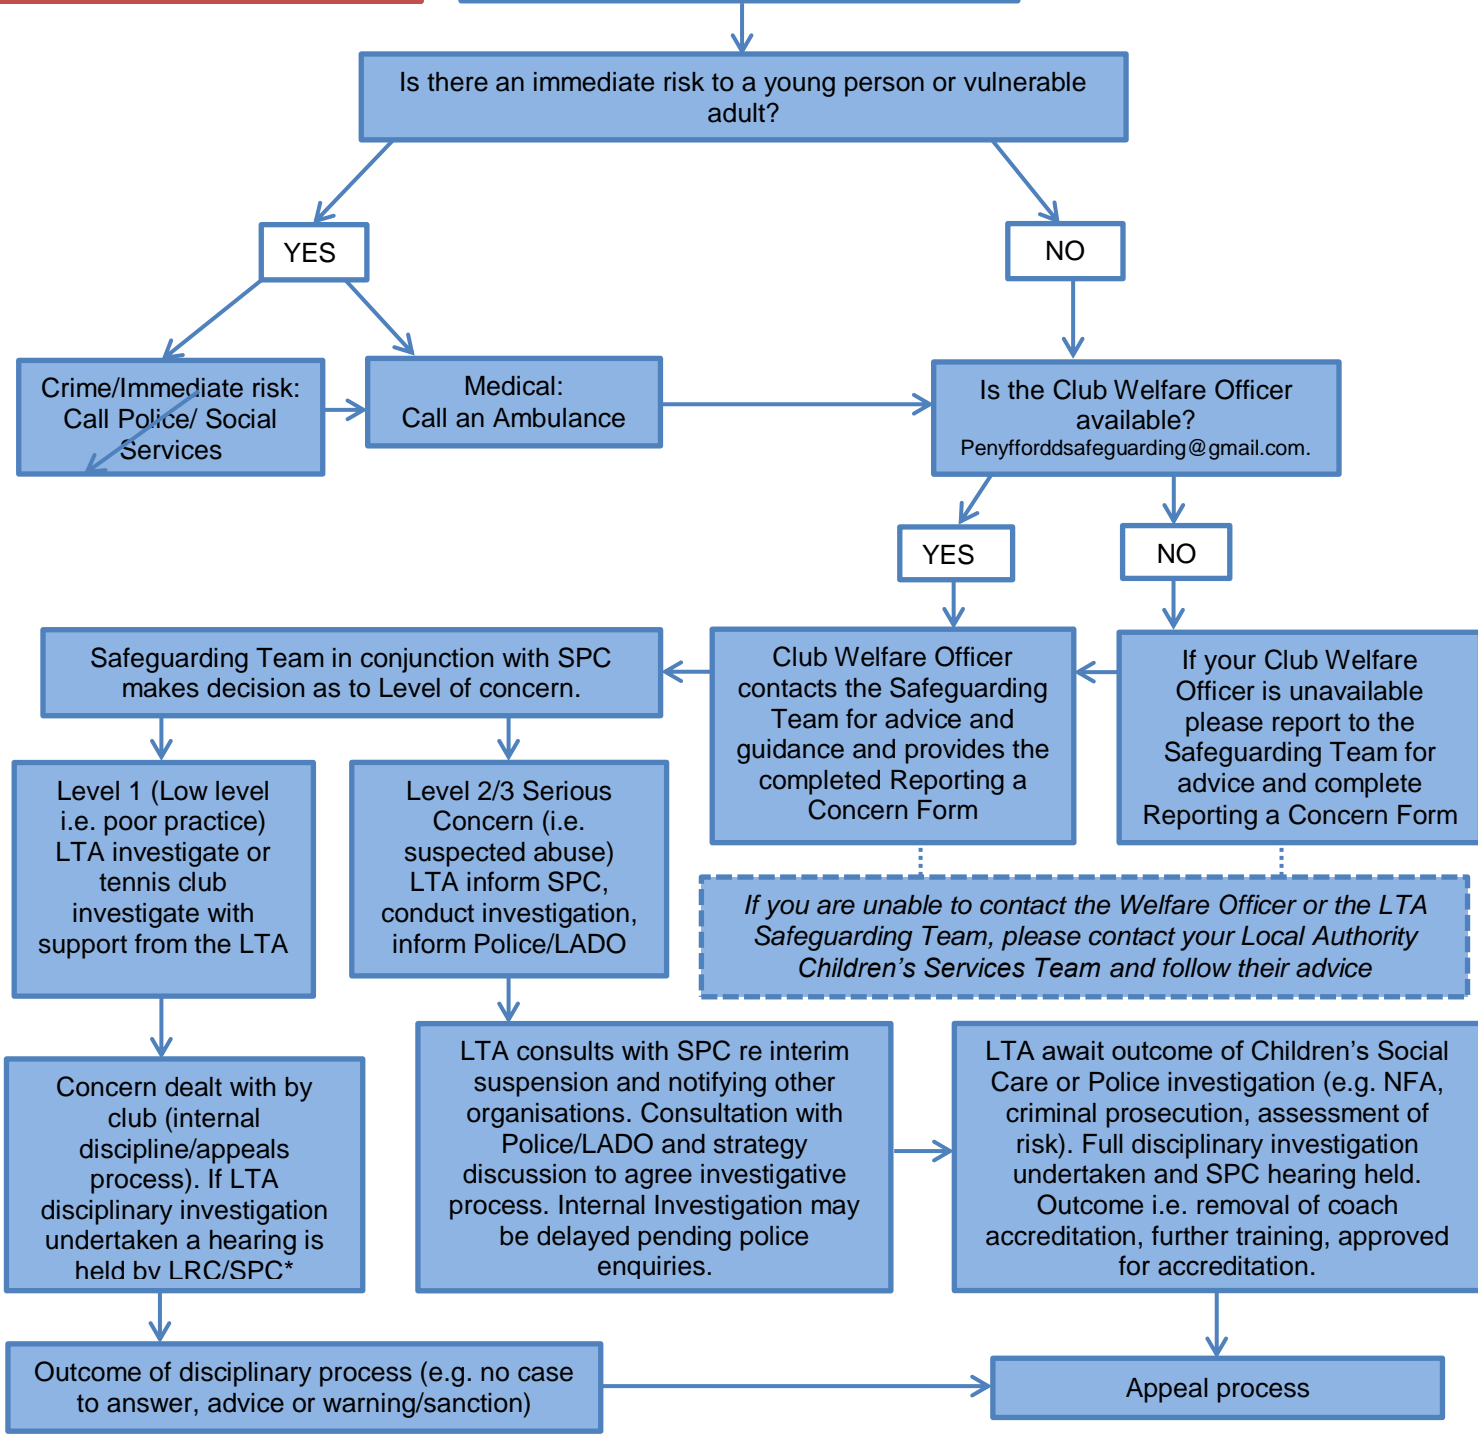 Is there an immediate risk to a young person or vulnerable
adult?
YES
NO
Crime/Immediate risk:
Call Police/ Social
Services
Medical:
Call an Ambulance
Is the Club Welfare Officer
available?
Penyfforddsafeguarding@gmail.com.
YES
NO
Safeguarding Team in conjunction with SPC
makes decision as to Level of concern.
Club Welfare Officer
contacts the Safeguarding
Team for advice and
guidance and provides the
completed Reporting a
Concern Form
If your Club Welfare
Officer is unavailable
please report to the
Safeguarding Team for
advice and complete
Reporting a Concern Form
Level 1 (Low level
i.e. poor practice)
LTA investigate or
tennis club
investigate with
support from the LTA
Level 2/3 Serious
Concern (i.e.
suspected abuse)
LTA inform SPC,
conduct investigation,
inform Police/LADO
If you are unable to contact the Welfare Officer or the LTA
Safeguarding Team, please contact your Local Authority
Children’s Services Team and follow their advice
Concern dealt with by
club (internal
discipline/appeals
process). If LTA
disciplinary investigation
undertaken a hearing is
held by LRC/SPC*
LTA consults with SPC re interim
suspension and notifying other
organisations. Consultation with
Police/LADO and strategy
discussion to agree investigative
process. Internal Investigation may
be delayed pending police
enquiries.
LTA await outcome of Children’s Social
Care or Police investigation (e.g. NFA,
criminal prosecution, assessment of
risk). Full disciplinary investigation
undertaken and SPC hearing held.
Outcome i.e. removal of coach
accreditation, further training, approved
for accreditation.
Outcome of disciplinary process (e.g. no case
to answer, advice or warning/sanction)
Appeal process